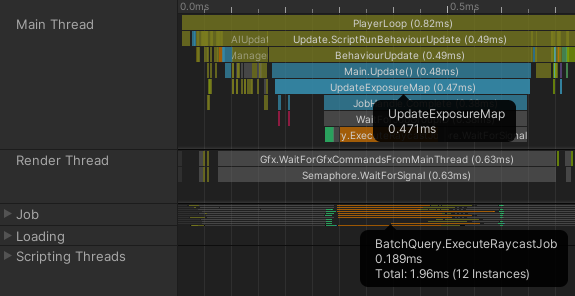 0.0ms
0.5ms
Main Thread
PlayerLoop (0.82ms)
AIUpdat
Update.ScriptRunBehaviourUpdate (0.49ms)
Manage
BehaviourUpdate (0.49ms)
Main.Update() (0.48ms)
UpdateExposureMap (0.47ms)
JobH
WaitF
y.Exec
WaitForSignal
UpdateExposureMap
0.471ms
Render Thread
Gfx.WaitForGfxCommandsFromMainThread (0.63ms)
Semaphore.WaitForSignal (0.63ms)
Job
Loading
Scripting Threads
BatchQuery.ExecuteRaycastJob
0.189ms
Total: 1.96ms (12 Instances)